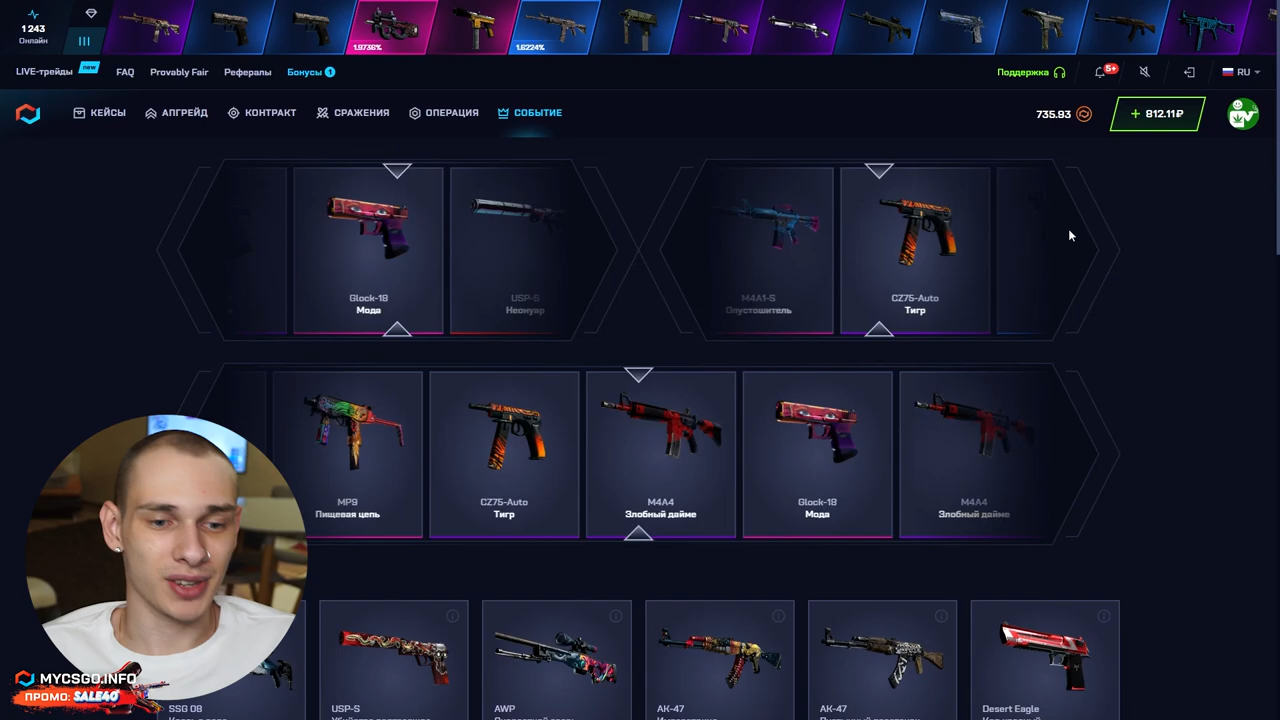 1 243
Онлайн
1.9736%
1.6224%
LIVE-трейды
new
FAQ
Provably Fair
Рефералы
Бонусы 1
Поддержка
5+
RU
КЕЙСЫ
АПГРЕЙД
КОНТРАКТ
СРАЖЕНИЯ
ОПЕРАЦИЯ
СОБЫТИЕ
735.93
+ 812.11₽
Glock-18
Мода
USP-S
Неонуар
M4A1-S
Опустошитель
CZ75-Auto
Тигр
MP9
Пищевая цепь
CZ75-Auto
Тигр
M4A4
Злобный дайме
Glock-18
Мода
M4A4
Злобный дайме
MYCSGO.INFO
ПРОМО: SALE40
SSG 08
USP-S
AWP
AK-47
AK-47
Desert Eagle